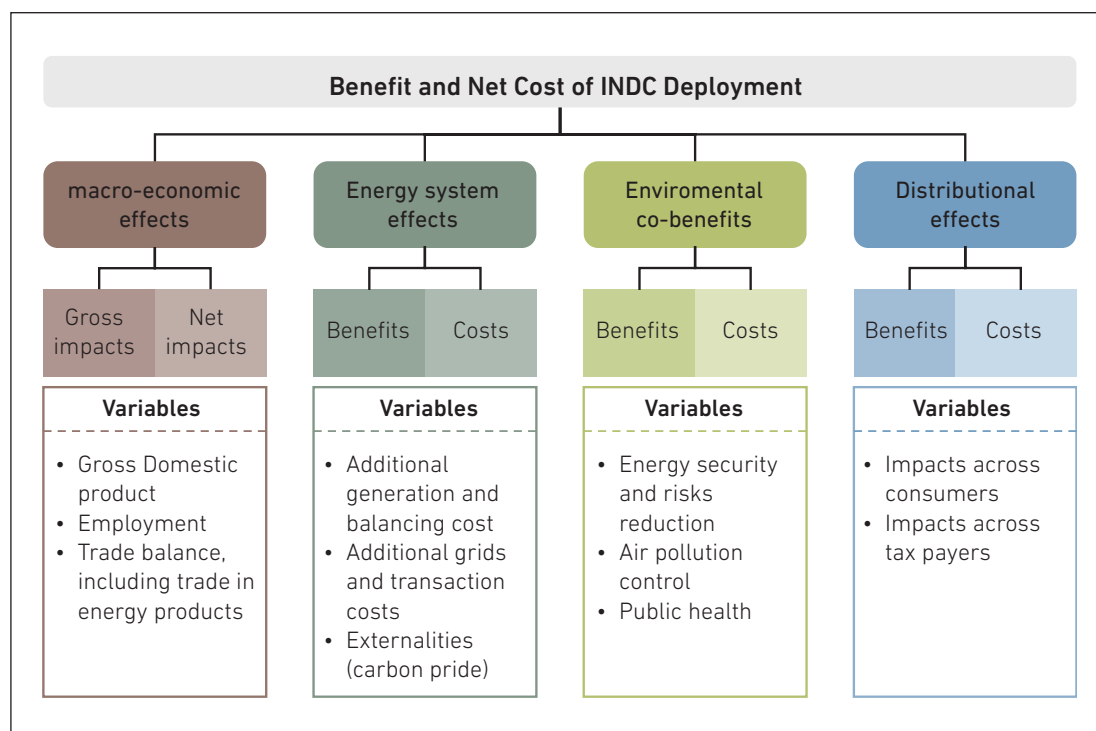 Benefit and Net Cost of INDC Deployment
macro-economic
effects
Gross
impacts
Net
impacts
Variables
• Gross Domestic
product
• Employment
• Trade balance,
including trade in
energy products
Energy system
effects
Benefits
Costs
Variables
• Additional
generation and
balancing cost
• Additional grids
and transaction
costs
• Externalities
(carbon pride)
Enviromental
co-benefits
Benefits
Costs
Variables
• Energy security
and risks
reduction
• Air pollution
control
• Public health
Distributional
effects
Benefits
Costs
Variables
• Impacts across
consumers
• Impacts across
tax payers